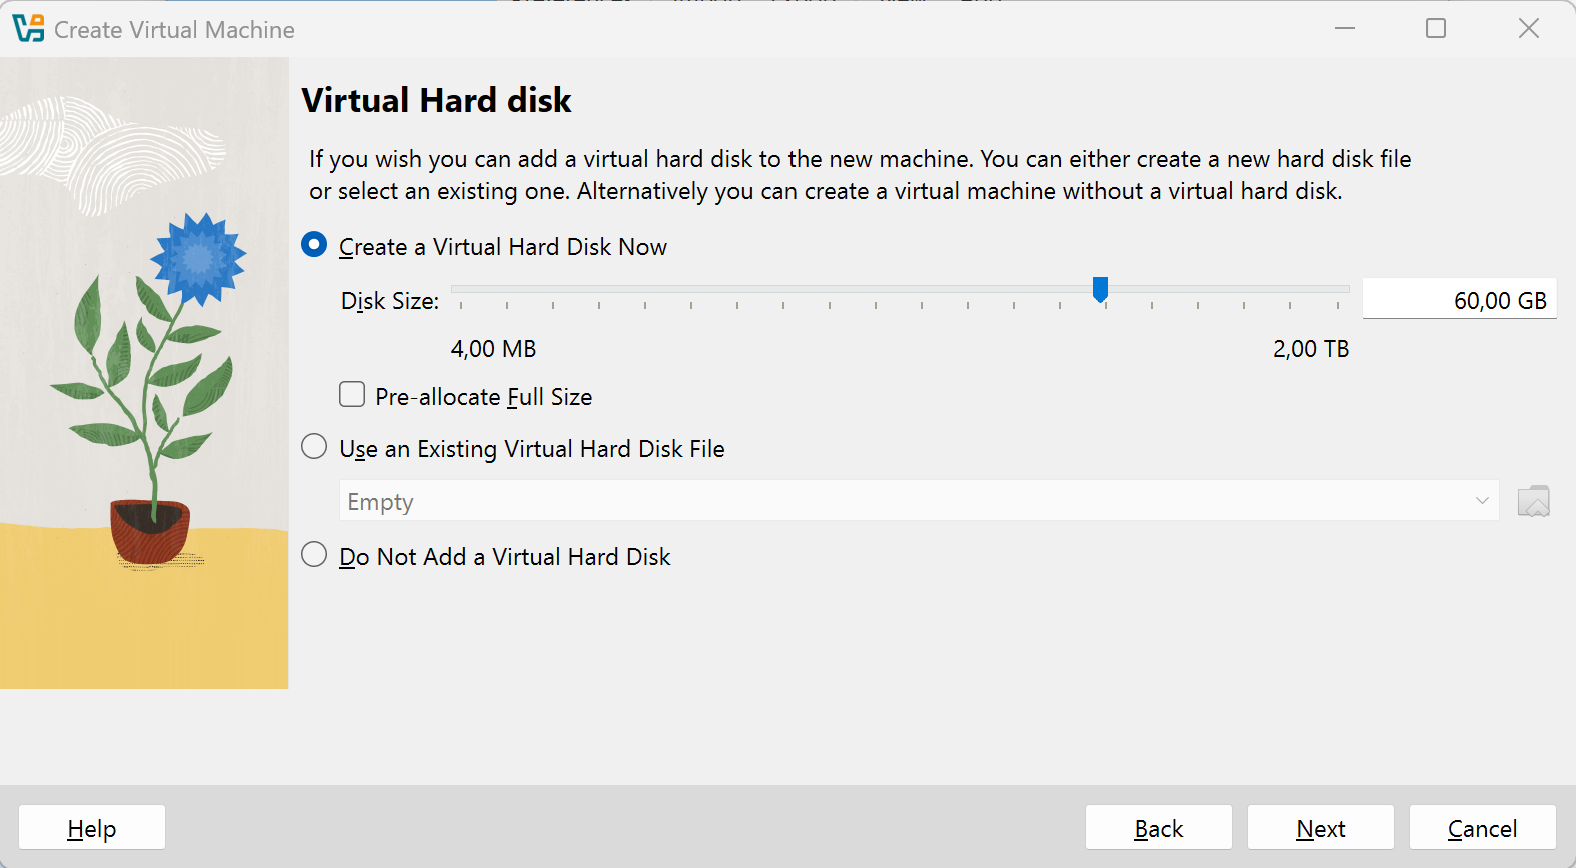 Create Virtual Machine
Virtual Hard disk
If you wish you can add a virtual hard disk to the new machine. You can either create a new hard disk file
or select an existing one. Alternatively you can create a virtual machine without a virtual hard disk.
Create a Virtual Hard Disk Now
Disk Size:
60,00 GB
4,00 MB
2,00 TB
Pre-allocate Full Size
Use an Existing Virtual Hard Disk File
Empty
Do Not Add a Virtual Hard Disk
Help
Back
Next
Cancel